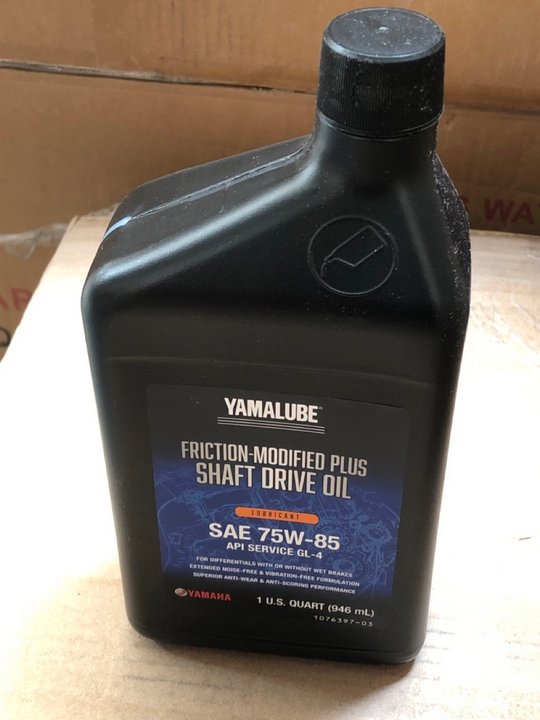 YAMALUBE
FRICTION-MODIFIED PLUS
SHAFT DRIVE OIL
LUBRICANT
SAE 75W-85
API SERVICE GL-4
FOR DIFFERENTIALS WITH OR WITHOUT WET BRAKES
EXTENDED NOISE-FREE & VIBRATION-FREE FORMULATION
SUPERIOR ANTI-WEAR & ANTI-SCORING PERFORMANCE
YAMAHA
1 U.S. QUART (946 mL)
1076397-03